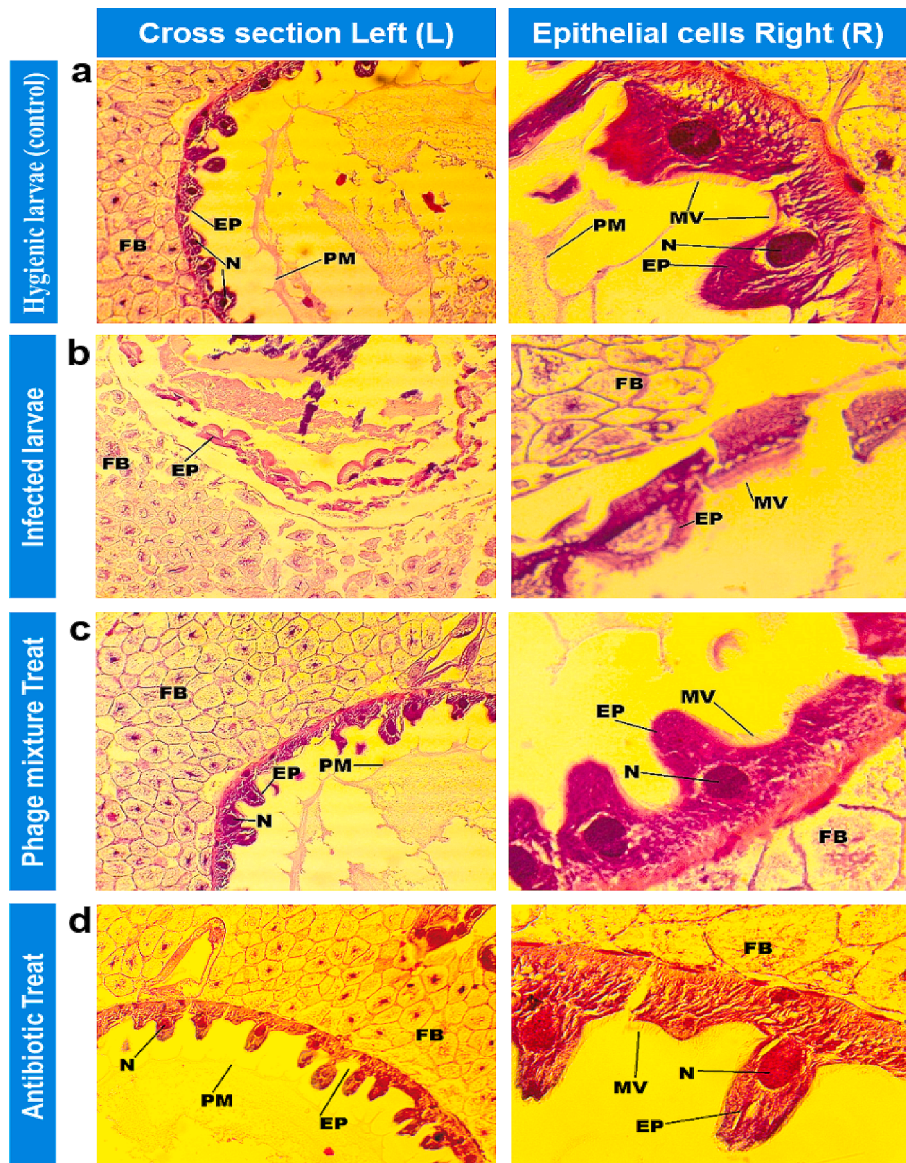 Cross section Left (L)
Epithelial cells Right (R)
Hygienic larvae (control)
a
EP
FB
N
PM
PM
MV
N
EP
Infected larvae
b
FB
EP
FB
MV
EP
Phage mixture Treat
c
FB
PM
EP
N
MV
EP
N
FB
Antibiotic Treat
d
N
FB
PM
EP
FB
MV
N
EP